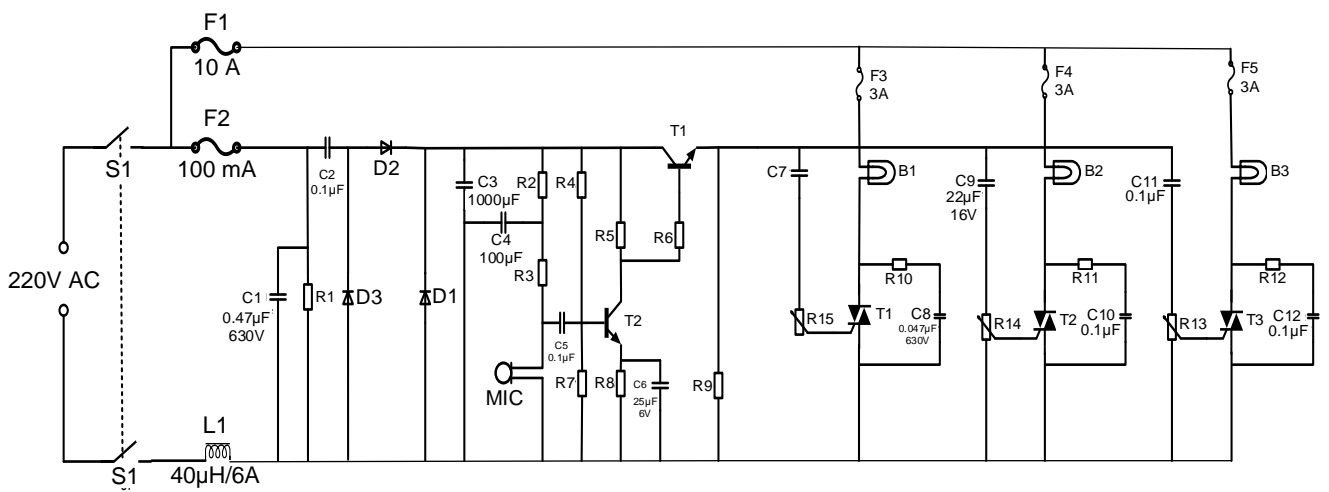 F1
10 A
F2
100 mA
S1
220V AC
S1
L1
40µH/6A
C1
0.47µF
630V
R1
C2
0.1µF
D3
D2
D1
C3
1000µF
C4
100µF
R2
R3
R4
C5
0.1µF
MIC
R5
R6
T1
T2
R7
R8
C6
25µF
6V
R9
C7
R15
F3
3A
B1
R10
T1
C8
0.047µF
630V
C9
22µF
16V
R14
F4
3A
B2
R11
T2
C10
0.1µF
C11
0.1µF
R13
F5
3A
B3
R12
T3
C12
0.1µF